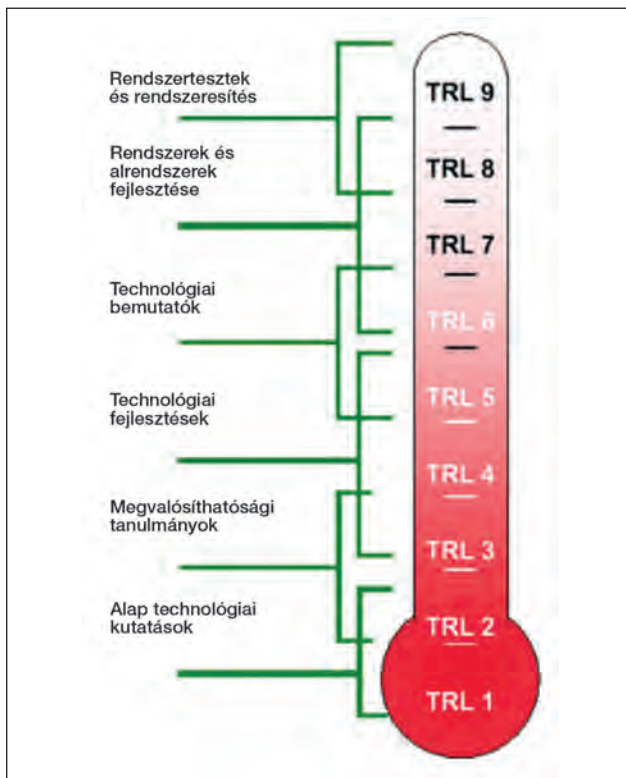 Rendszertesztek
és rendszeresítés
Rendszerek és
alrendszerek
fejlesztése
Technológiai
bemutatók
Technológiai
fejlesztések
Megvalósíthatósági
tanulmányok
Alap technológiai
kutatások
TRL 9
TRL 8
TRL 7
TRL 6
TRL 5
TRL 4
TRL 3
TRL 2
TRL 1